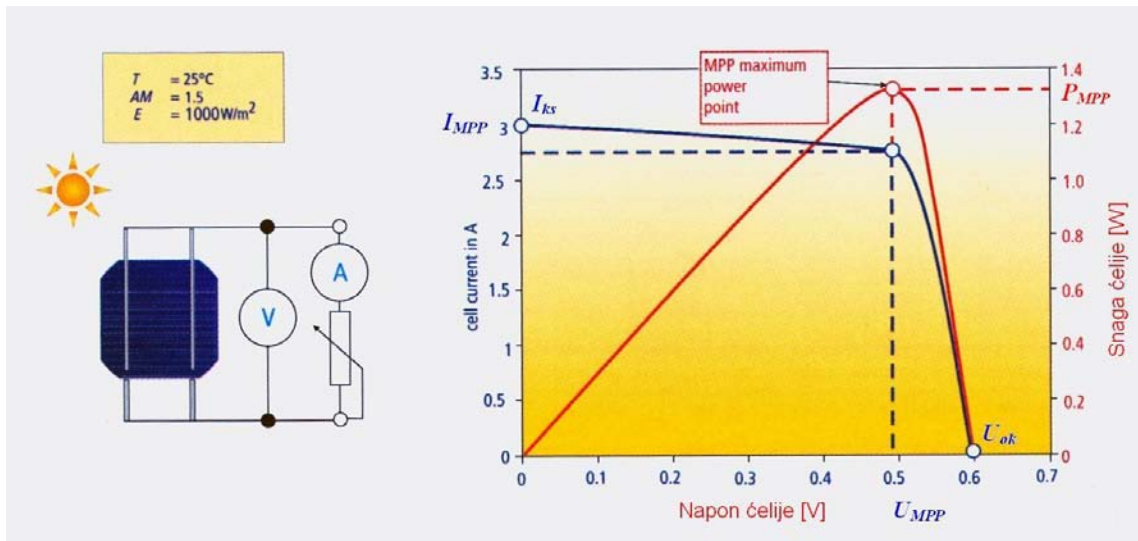 T = 25°C
AM = 1.5
E = 1000W/m²
A
V
MPP maximum
power
point
3.5
3
2.5
2
1.5
1
0.5
0
cell current in A
I_MPP
I_ks
1.4
1.2
1.0
0.8
0.6
0.4
0.2
0
P_MPP
Snaga ćelije [W]
U_ok
0
0.1
0.2
0.3
0.4
0.5
0.6
0.7
Napon ćelije [V]
U_MPP